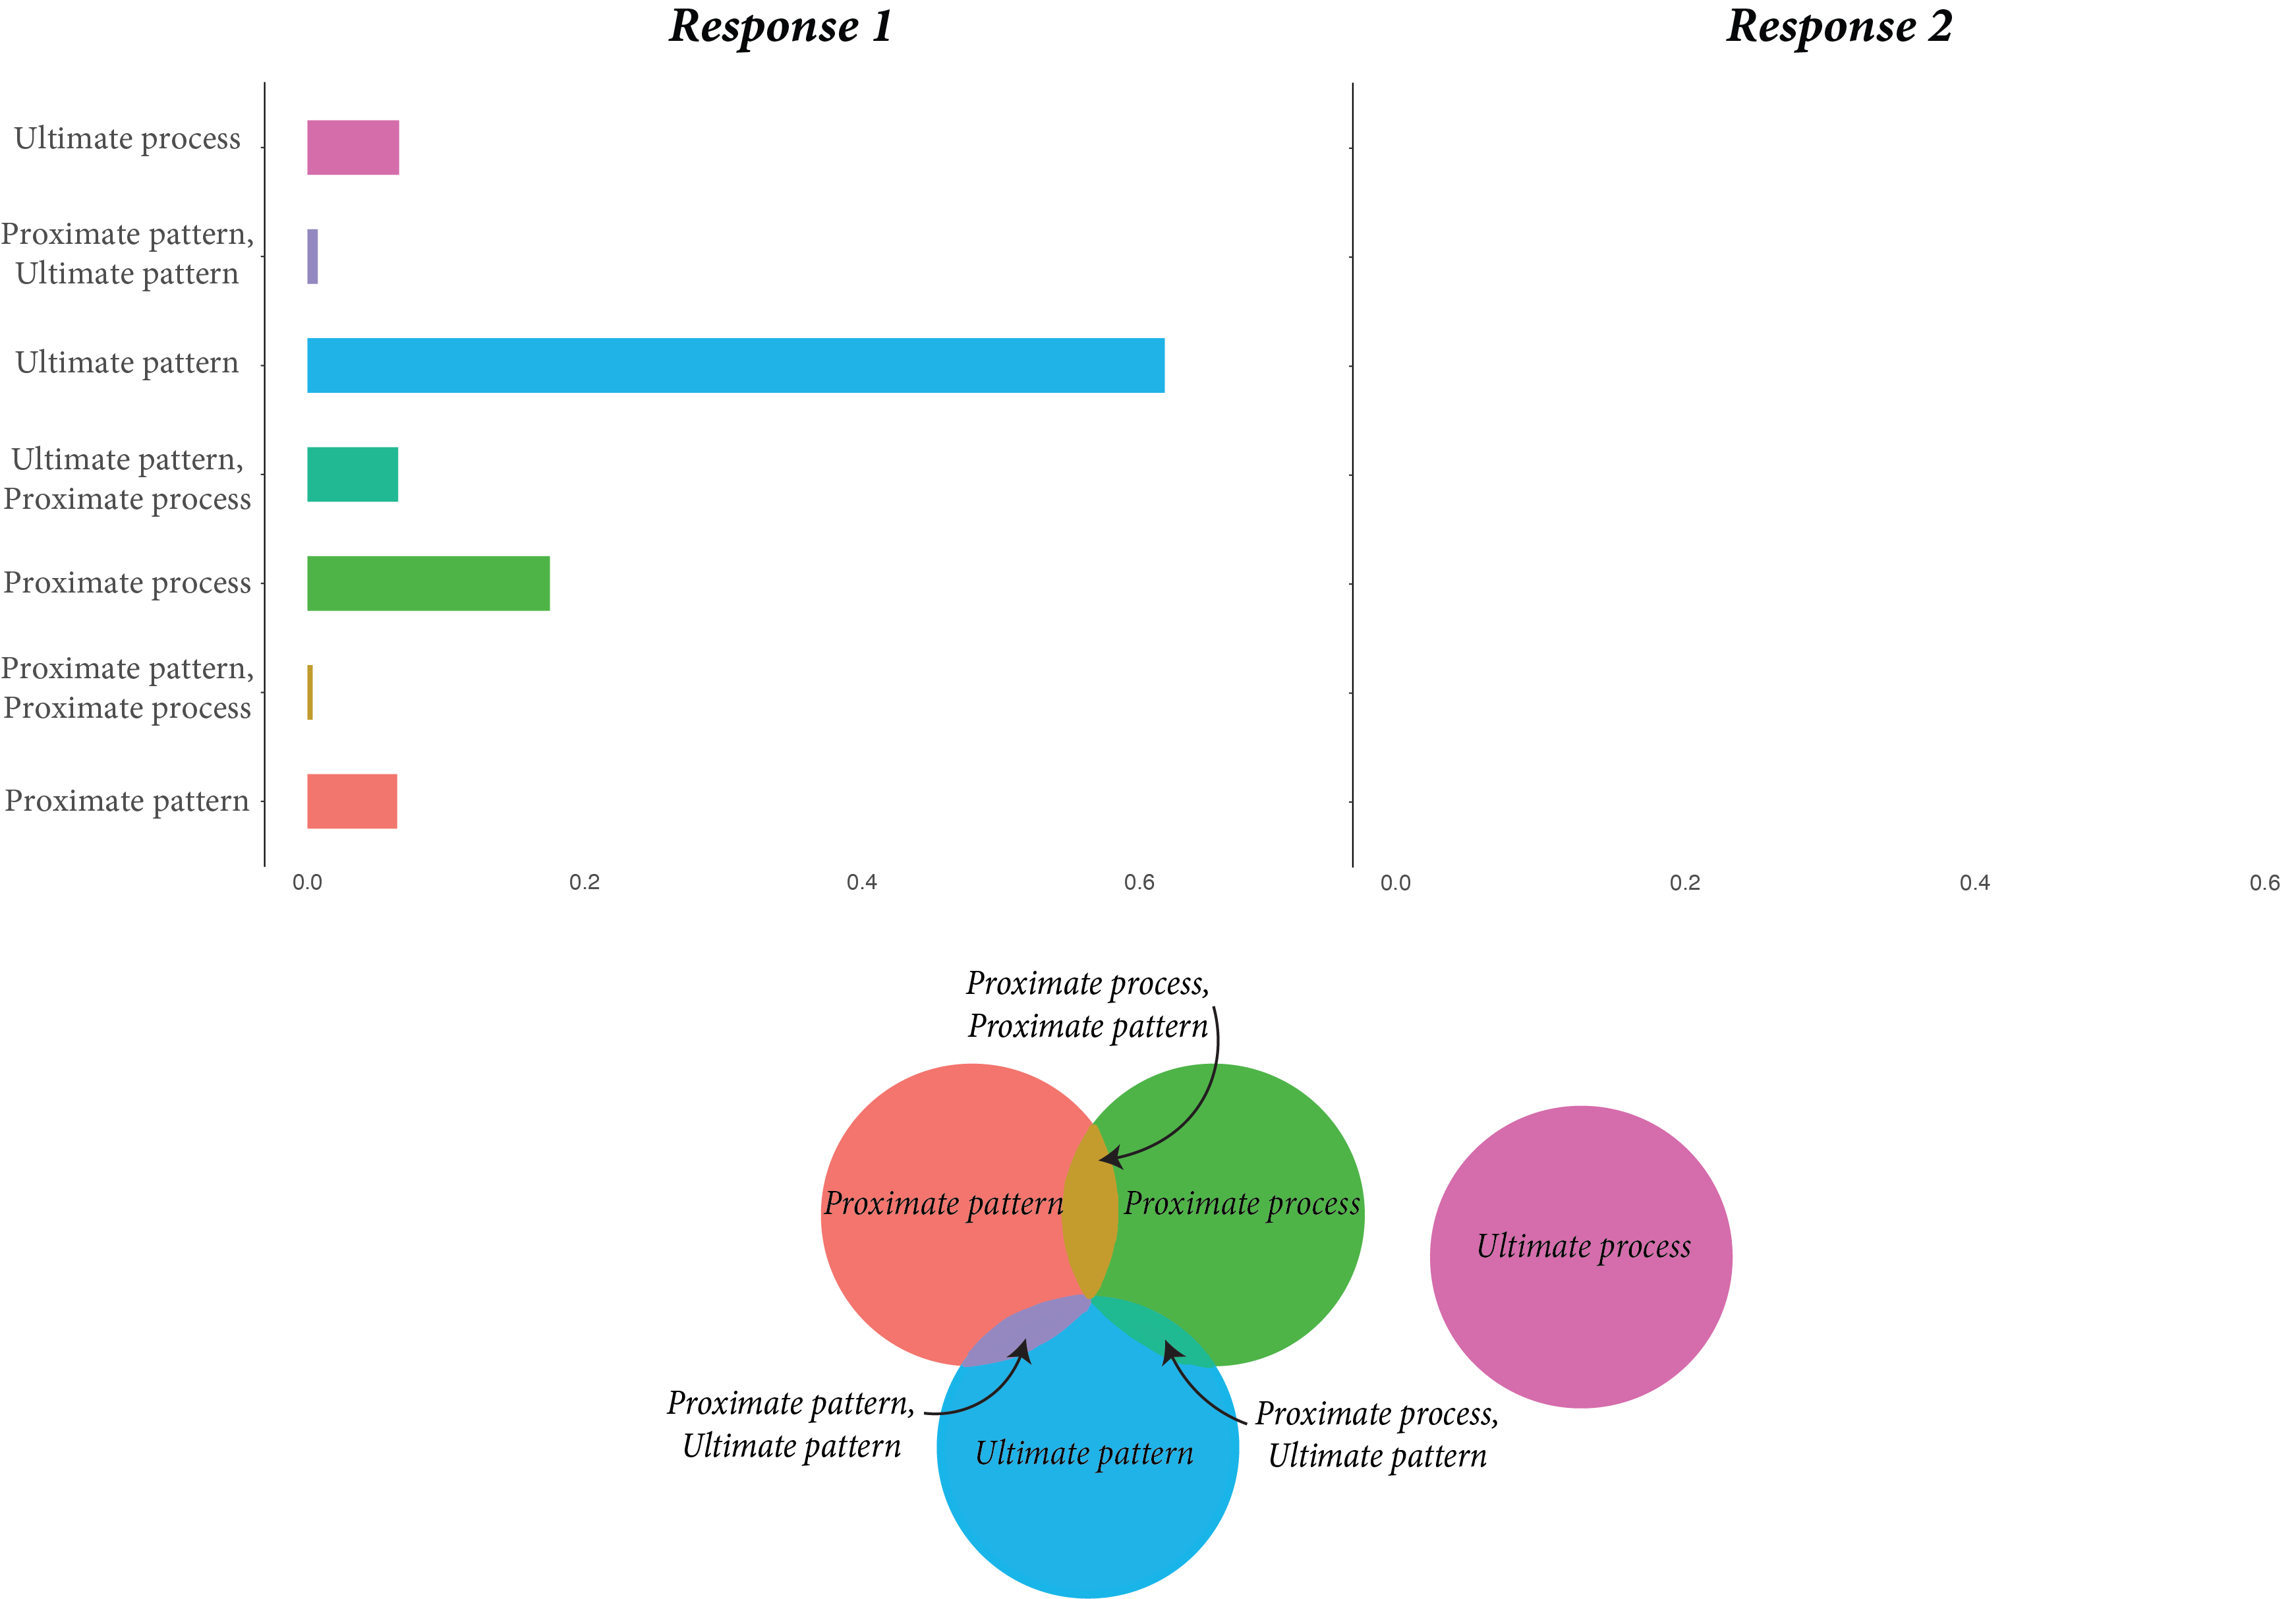 Response 1
Response 2
Ultimate process
Proximate pattern,
Ultimate pattern
Ultimate pattern
Ultimate pattern,
Proximate process
Proximate process
Proximate pattern,
Proximate process
Proximate pattern
0.0 0.2 0.4 0.6
0.0 0.2 0.4 0.6
Proximate process,
Proximate pattern
Proximate pattern
Proximate process
Ultimate process
Proximate pattern,
Ultimate pattern
Ultimate pattern
Proximate process,
Ultimate pattern